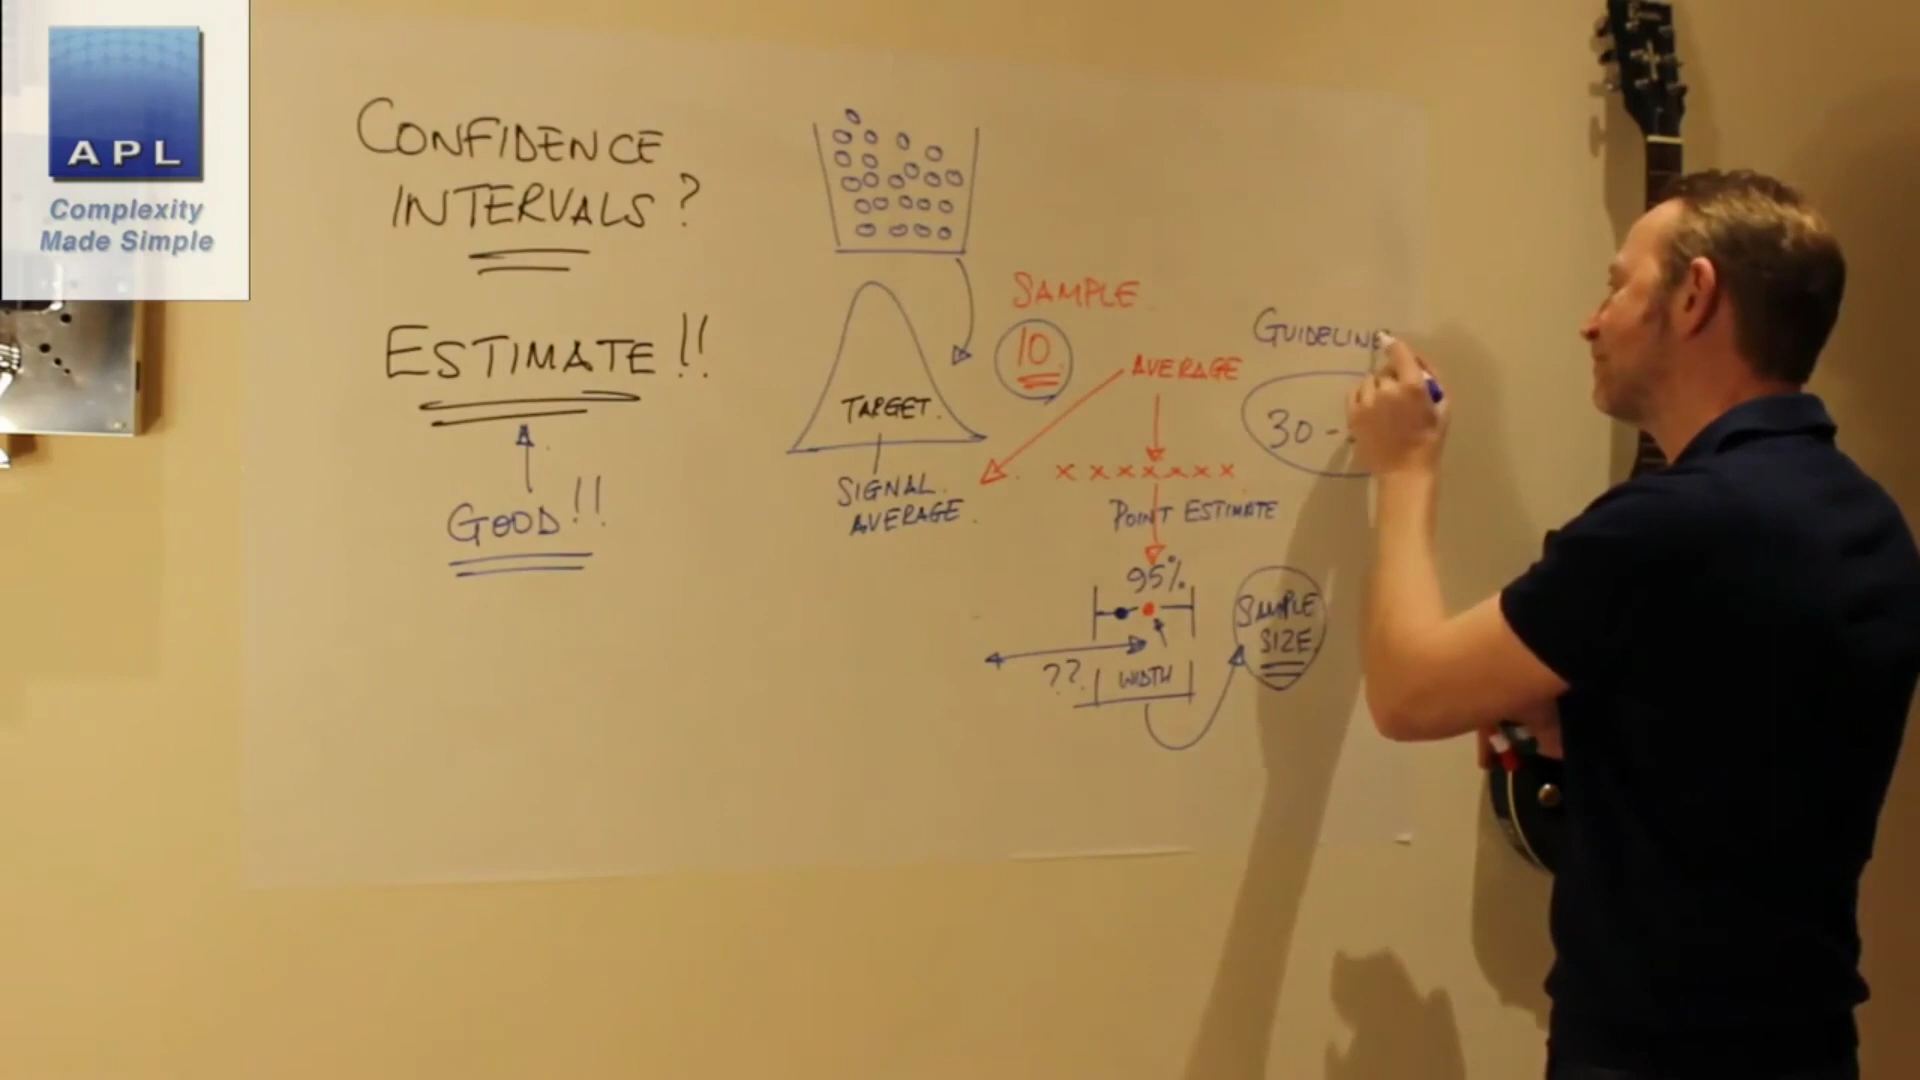 APL
Complexity
Made Simple
CONFIDENCE
INTERVALS?
ESTIMATE!!
GOOD!!
TARGET.
SIGNAL.
AVERAGE.
SAMPLE
10
AVERAGE
x x x x x x x
POINT ESTIMATE
95%
??
WIDTH
SAMPLE
SIZE.
GUIDELINE
30 -